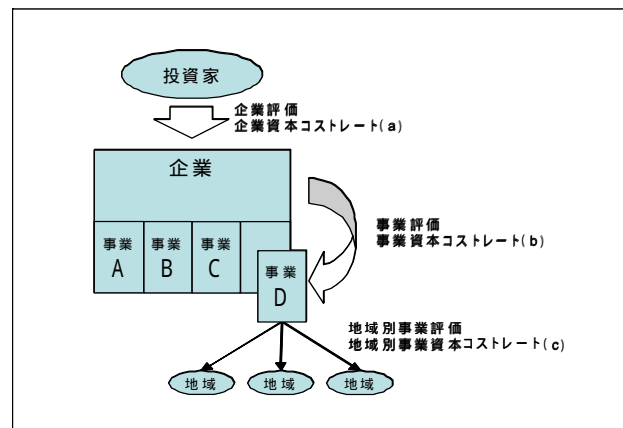 投資家
企業評価
企業資本コストレート(a)
企業
事業
A
事業
B
事業
C
事業
D
事業評価
事業資本コストレート(b)
地域別事業評価
地域別事業資本コストレート(c)
地域
地域
地域